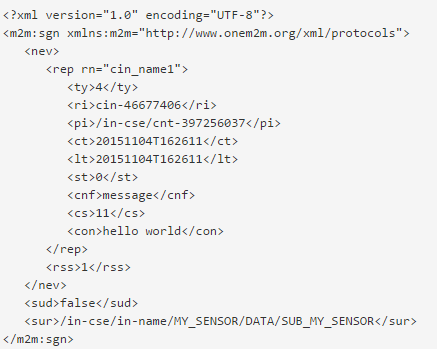 <?xml version="1.0" encoding="UTF-8"?>
<m2m:sgn xmlns:m2m="http://www.onem2m.org/xml/protocols">
<nev>
<rep rn="cin_name1">
<ty>4</ty>
<ri>cin-46677406</ri>
<pi>/in-cse/cnt-397256037</pi>
<ct>20151104T162611</ct>
<lt>20151104T162611</lt>
<st>0</st>
<cnf>message</cnf>
<cs>11</cs>
<con>hello world</con>
</rep>
<rss>1</rss>
</nev>
<sud>false</sud>
<sur>/in-cse/in-name/MY_SENSOR/DATA/SUB_MY_SENSOR</sur>
</m2m:sgn>